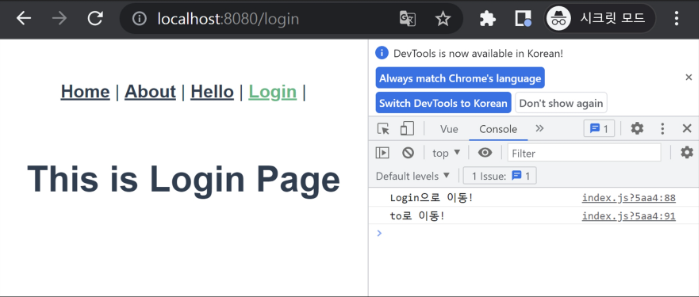 localhost:8080/login
시크릿 모드
Home | About | Hello | Login |
This is Login Page
DevTools is now available in Korean!
Always match Chrome's language
Switch DevTools to Korean Don't show again
Vue Console 1
top Filter
Default levels 1 Issue: 1
Login으로 이동! index.js?5aa4:88
to로 이동! index.js?5aa4:91